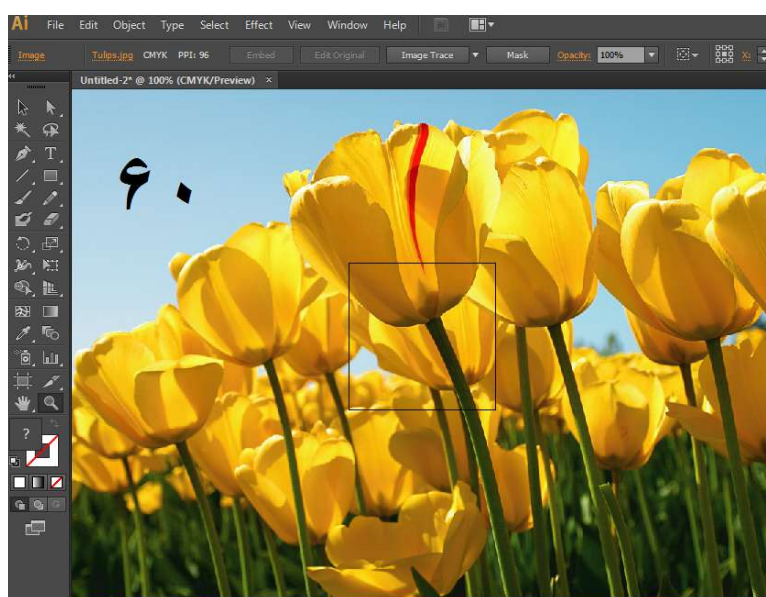 Ai File Edit Object Type Select Effect View Window Help
Image Tulips.jpg CMYK PPI: 96 Embed Edit Original Image Trace Mask Opacity: 100% X:
Untitled-2* @ 100% (CMYK/Preview) ×
۶۰
T
?